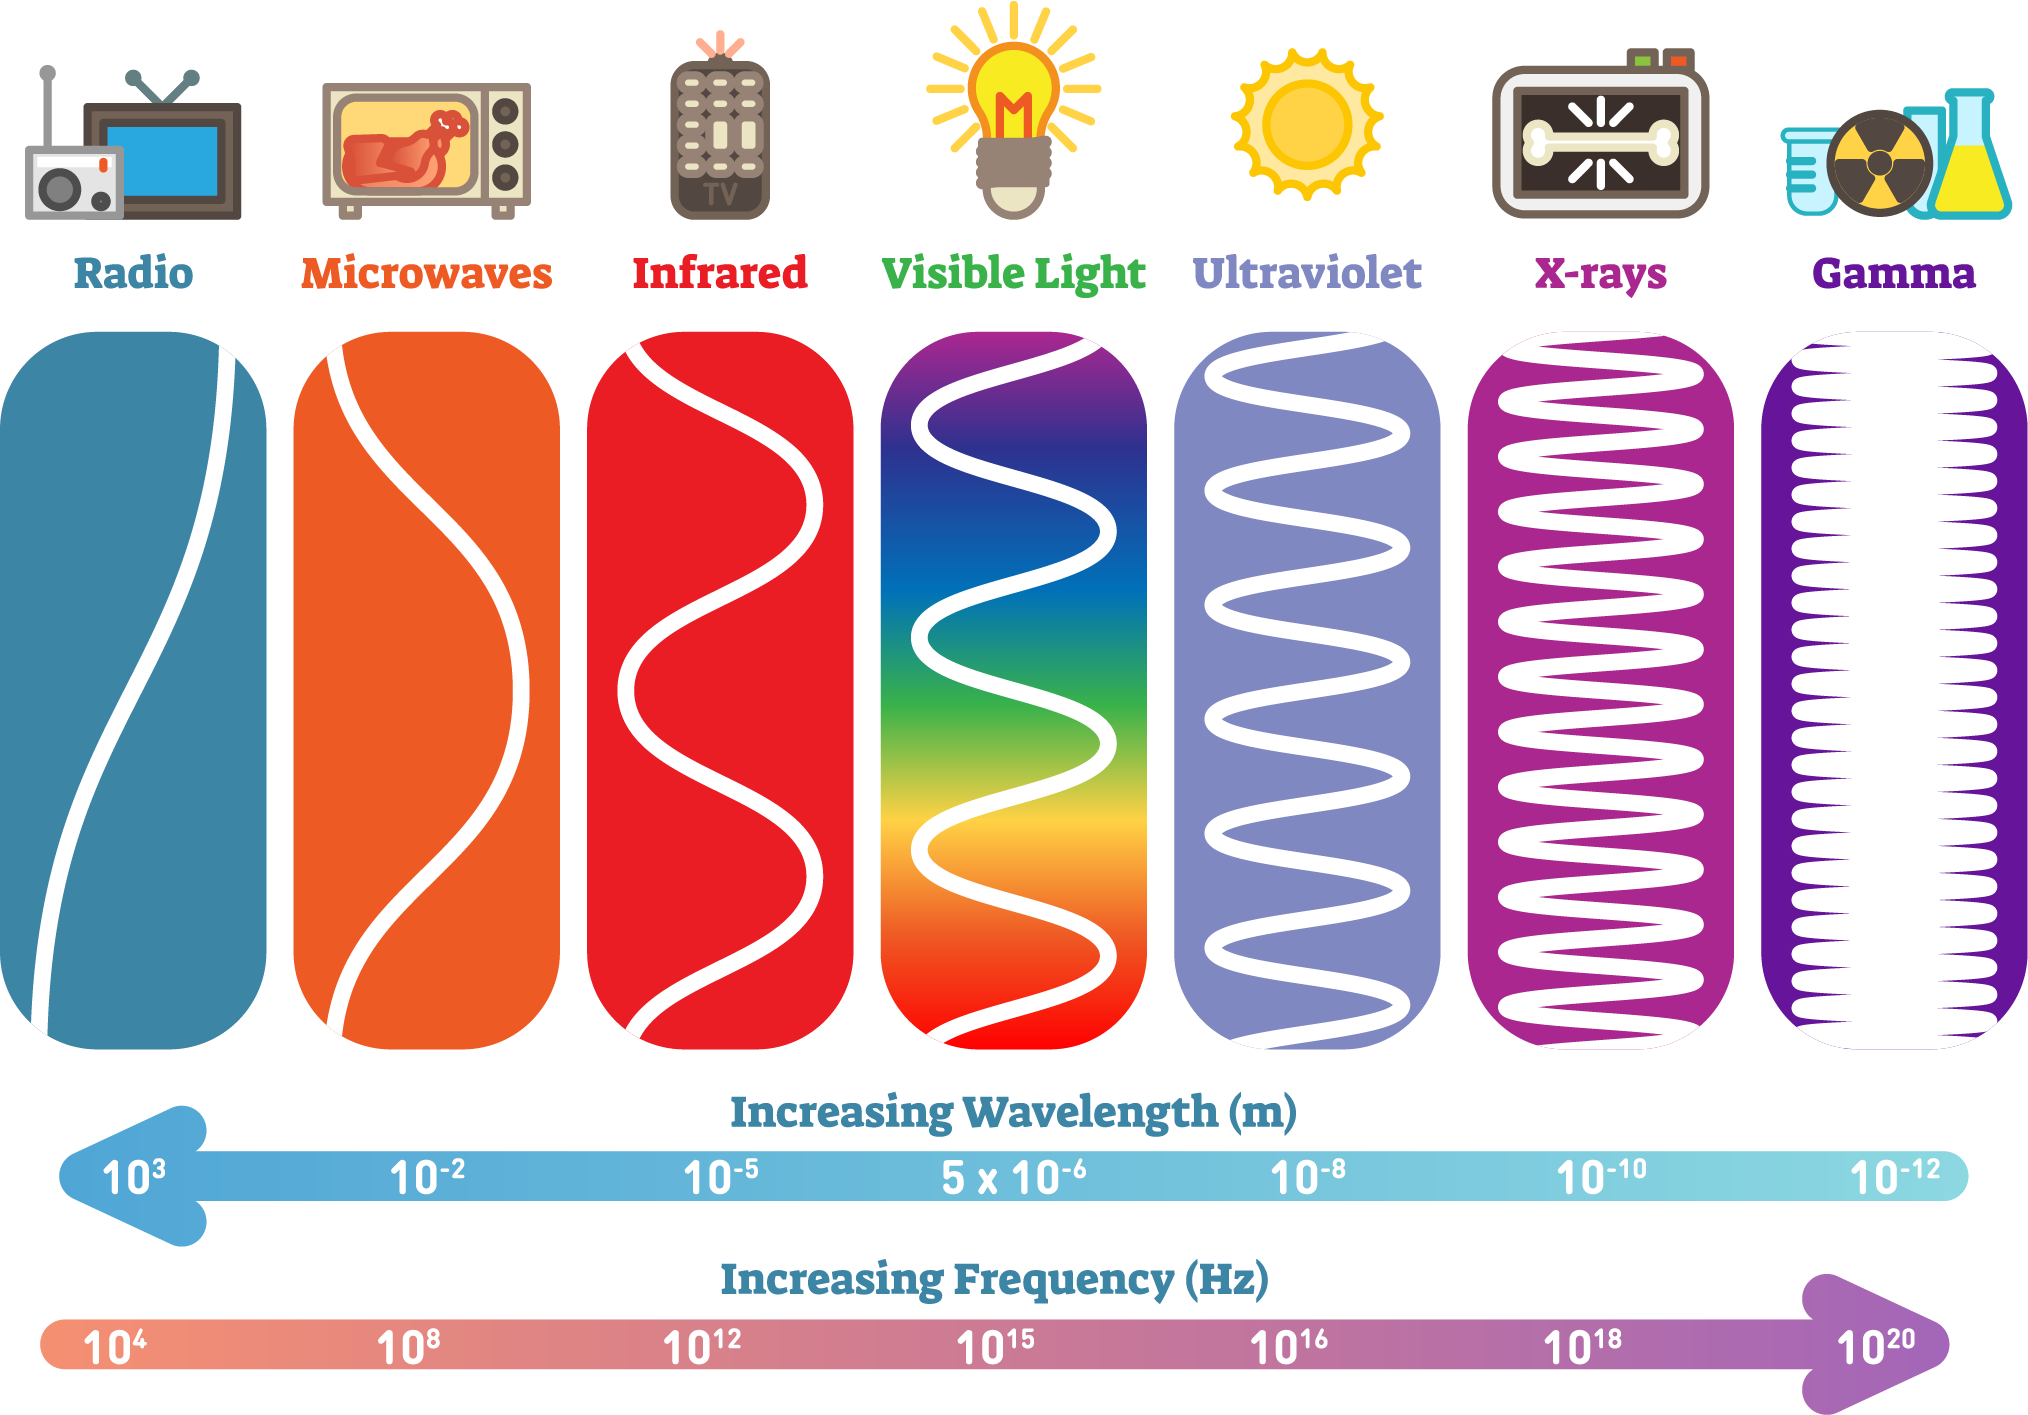 TV
Radio Microwaves Infrared Visible Light Ultraviolet X-rays Gamma
Increasing Wavelength (m)
10³ 10⁻² 10⁻⁵ 5 x 10⁻⁶ 10⁻⁸ 10⁻¹⁰ 10⁻¹²
Increasing Frequency (Hz)
10⁴ 10⁸ 10¹² 10¹⁵ 10¹⁶ 10¹⁸ 10²⁰